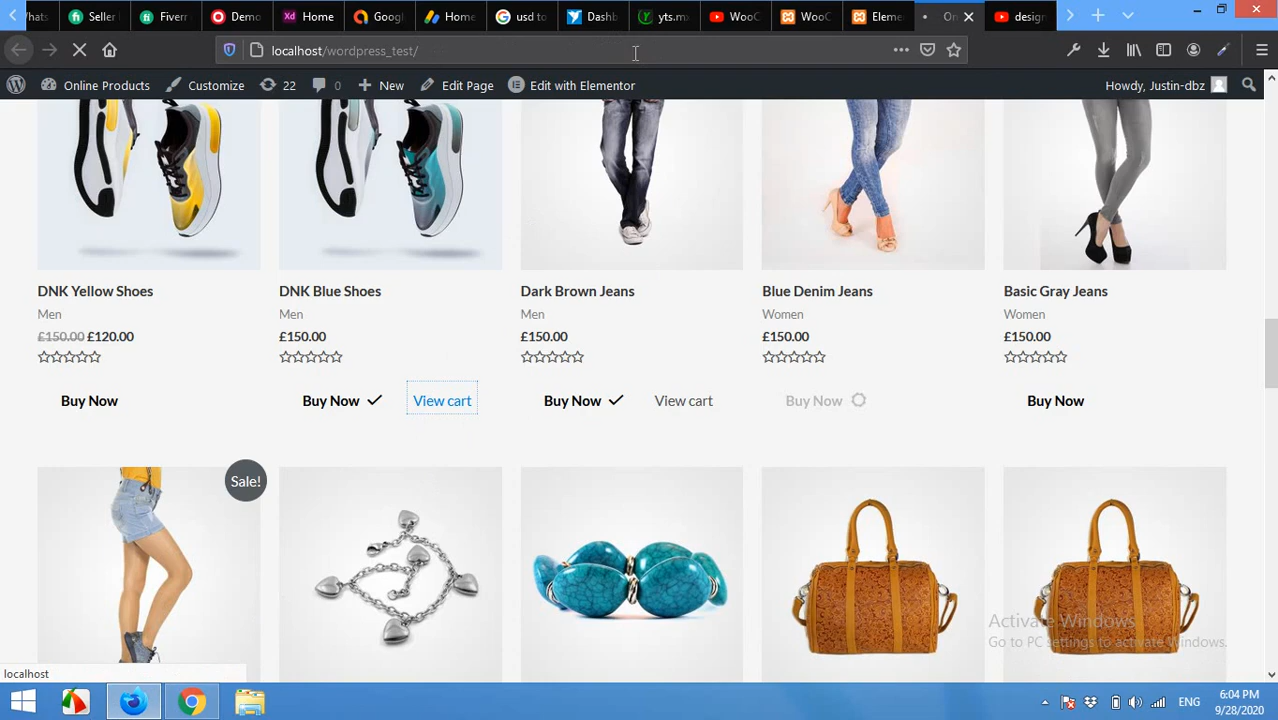 hats
Seller
Fiverr
Demo
Home
Googl
Home
usd to
Dashb
yts.mx
WooC
WooC
Eleme
On
design
localhost/wordpress_test/
Online Products
Customize
22
0
New
Edit Page
Edit with Elementor
Howdy, Justin-dbz
DNK Yellow Shoes
DNK Blue Shoes
Dark Brown Jeans
Blue Denim Jeans
Basic Gray Jeans
Men
Men
Men
Women
Women
£150.00 £120.00
£150.00
£150.00
£150.00
£150.00
Buy Now
Buy Now
View cart
Buy Now
View cart
Buy Now
Buy Now
Sale!
Activate Windows
Go to PC settings to activate Windows.
localhost
ENG
6:04 PM
9/28/2020